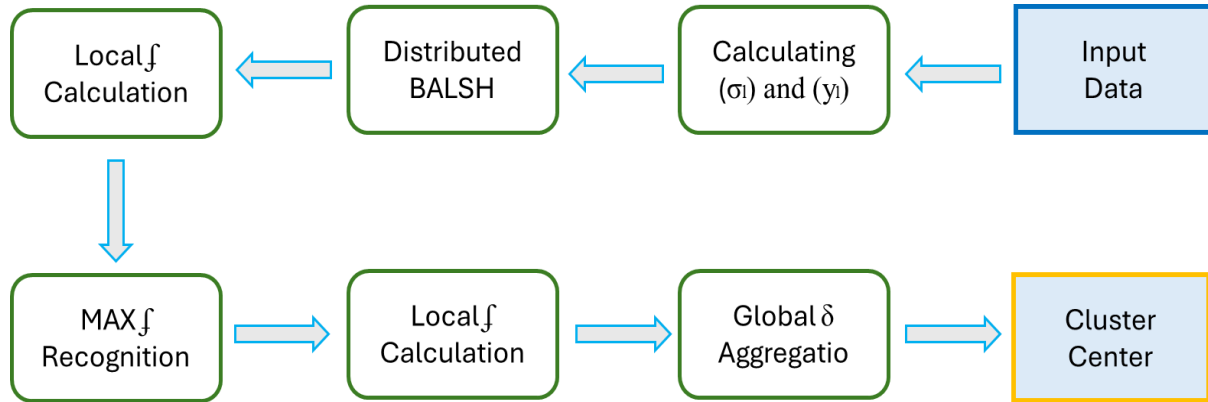 Local ʄ
Calculation
Distributed
BALSH
Calculating
(σₗ) and (yₗ)
Input
Data
MAX ʄ
Recognition
Local ʄ
Calculation
Global δ
Aggregatio
Cluster
Center